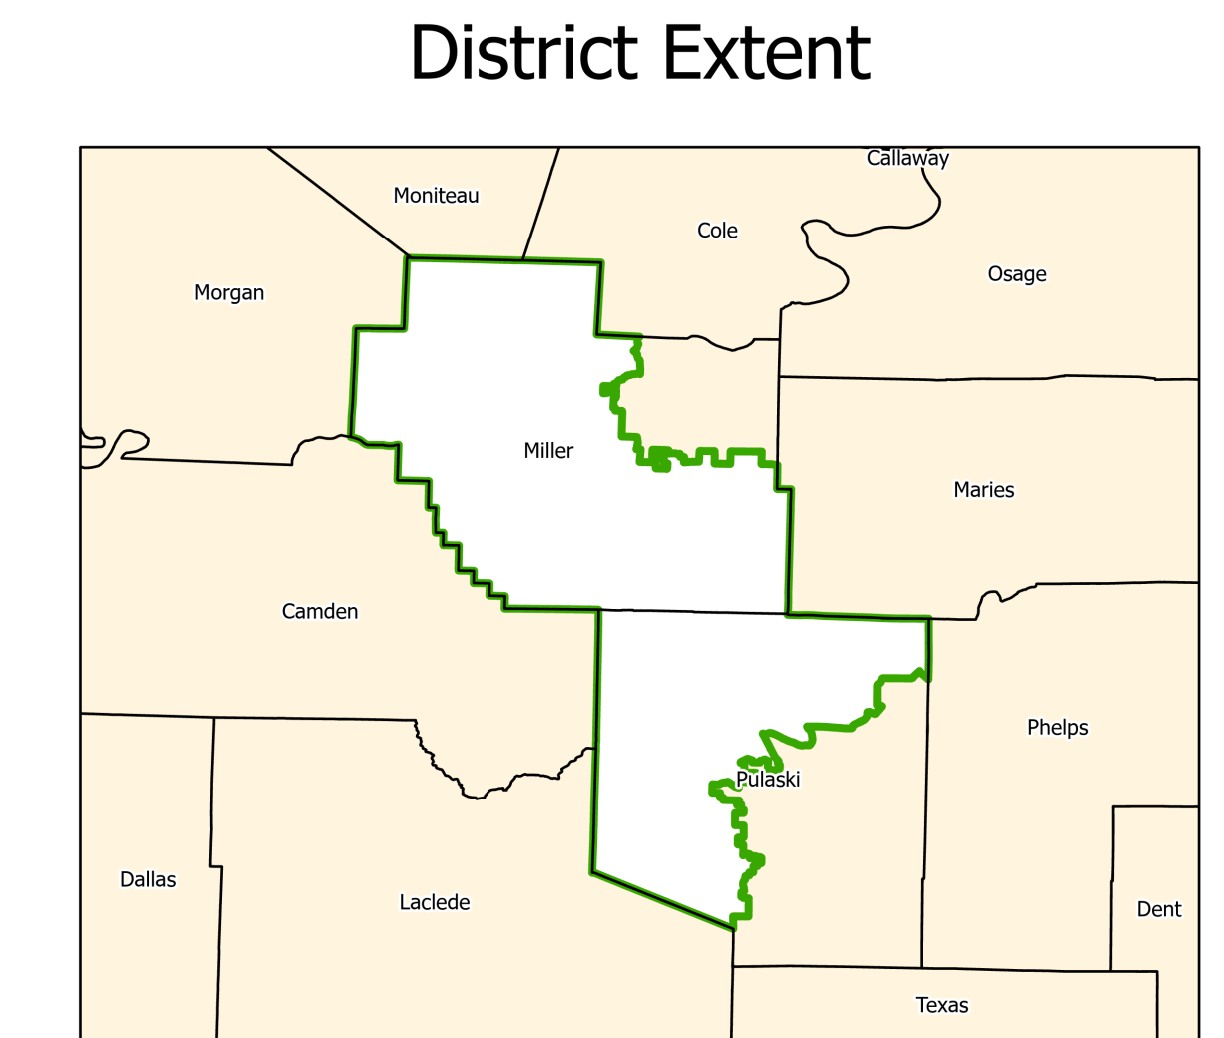 District Extent
Callaway
Moniteau
Cole
Osage
Morgan
Miller
Maries
Camden
Phelps
Pulaski
Dallas
Laclede
Dent
Texas